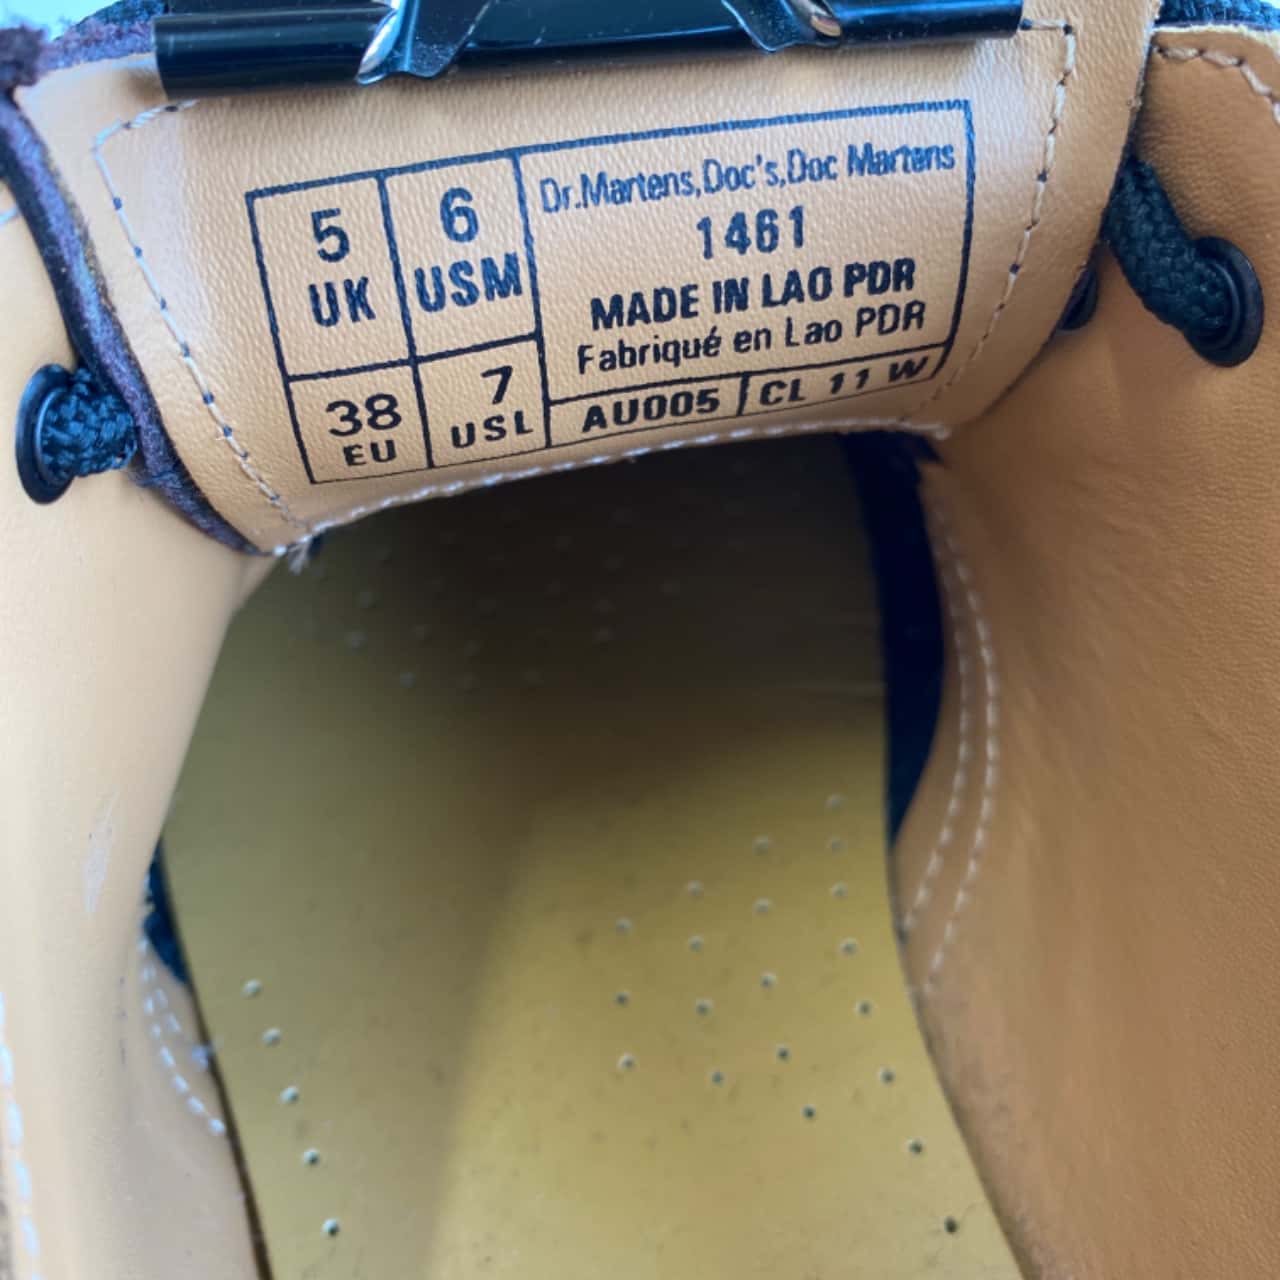 5
UK
6
USM
38
EU
7
USL
Dr.Martens,Doc's,Doc Martens
1461
MADE IN LAO PDR
Fabriqué en Lao PDR
AU005
CL 11 W